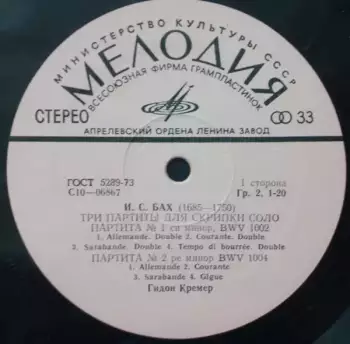 МИНИСТЕРСТВО КУЛЬТУРЫ СССР
МЕЛОДИЯ
ВСЕСОЮЗНАЯ ФИРМА ГРАМПЛАСТИНОК
СТЕРЕО
33
АПРЕЛЕВСКИЙ ОРДЕНА ЛЕНИНА ЗАВОД
ГОСТ 5289-73
1 сторона
С10—06867
Гр. 2, 1-20
И. С. БАХ (1685—1750)
ТРИ ПАРТИТЫ ДЛЯ СКРИПКИ СОЛО
ПАРТИТА № 1 си минор, BWV 1002
1. Allemande. Double 2. Courante. Double
3. Sarabande. Double 4. Tempo di bourrée. Double
ПАРТИТА № 2 ре минор BWV 1004
1. Allemande 2. Courante
3. Sarabande 4. Gigue
Гидон Кремер